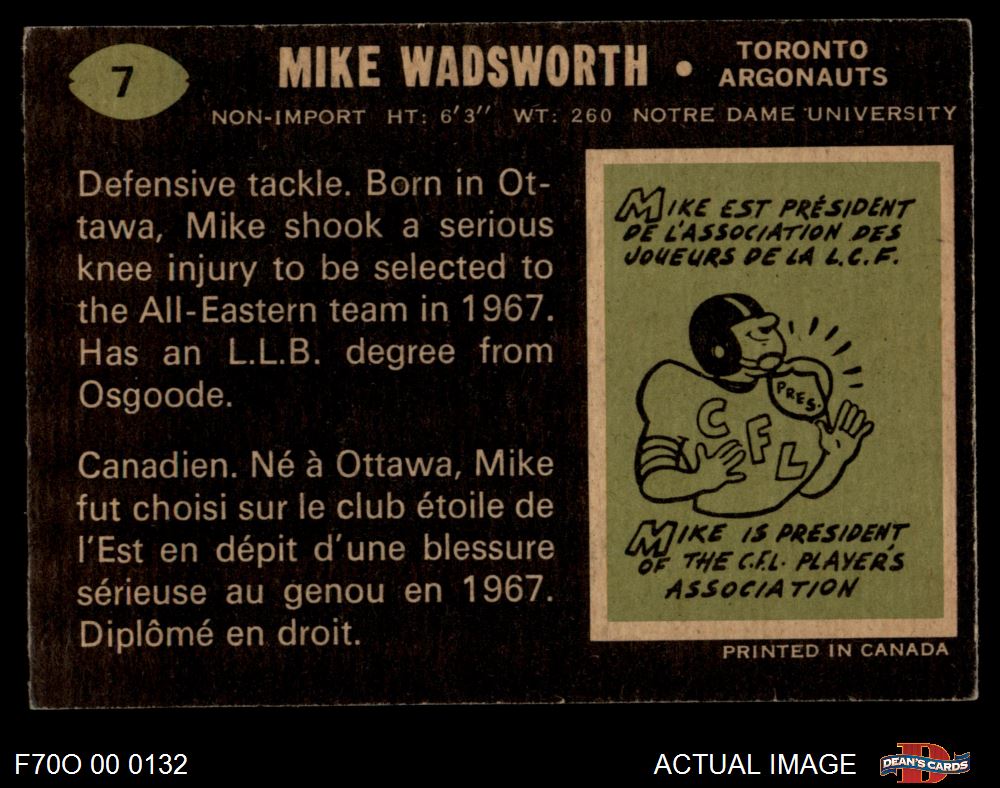 7
MIKE WADSWORTH • TORONTO ARGONAUTS
NON-IMPORT HT: 6'3'' WT: 260 NOTRE DAME UNIVERSITY
Defensive tackle. Born in Ot-
tawa, Mike shook a serious
knee injury to be selected to
the All-Eastern team in 1967.
Has an L.L.B. degree from
Osgoode.
Canadien. Né à Ottawa, Mike
fut choisi sur le club étoile de
l'Est en dépit d'une blessure
sérieuse au genou en 1967.
Diplômé en droit.
MIKE EST PRÉSIDENT
DE L'ASSOCIATION DES
JOUEURS DE LA L.C.F.
PRES.
CFL
MIKE IS PRESIDENT
OF THE C.F.L. PLAYER'S
ASSOCIATION
PRINTED IN CANADA
F70O 00 0132
ACTUAL IMAGE
D
DEAN'S CARDS